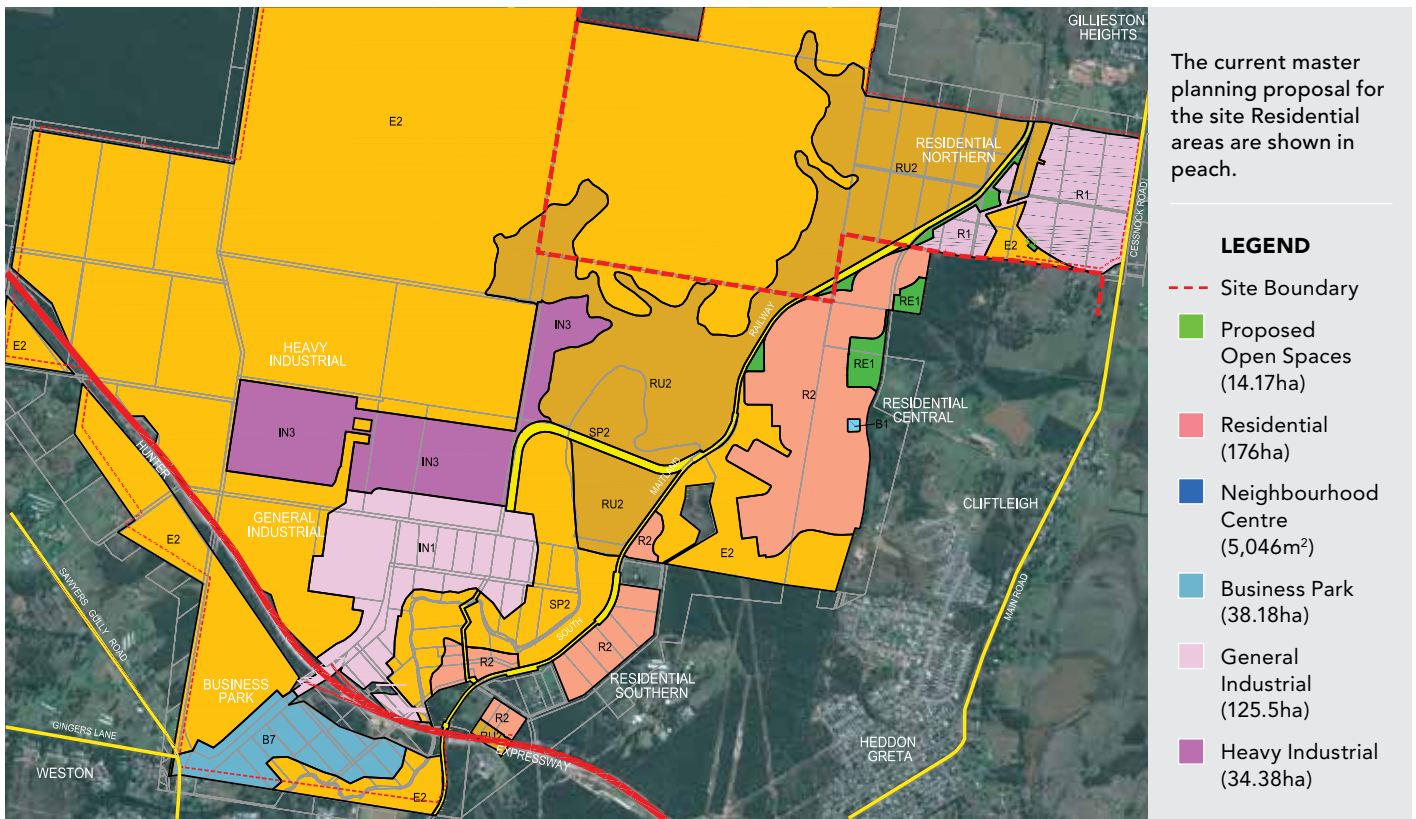 GILLIESTON
HEIGHTS
E2
RESIDENTIAL
NORTHERN
RU2
R1
R1
E2
CESSNOCK ROAD
RE1
IN3
RAILWAY
HEAVY
INDUSTRIAL
E2
RU2
RE1
R2
RESIDENTIAL
CENTRAL
B1
IN3
SP2
IN3
MAITLAND
HUNTER
RU2
CLIFTLEIGH
GENERAL
INDUSTRIAL
E2
IN1
R2
E2
SAWYERS GULLY ROAD
SP2
MAIN ROAD
SOUTH
R2
R2
RESIDENTIAL
SOUTHERN
BUSINESS
PARK
R2
RU2
GINGERS LANE
B7
EXPRESSWAY
HEDDON
GRETA
WESTON
E2
The current master
planning proposal for
the site Residential
areas are shown in
peach.
LEGEND
Site Boundary
Proposed
Open Spaces
(14.17ha)
Residential
(176ha)
Neighbourhood
Centre
(5,046m²)
Business Park
(38.18ha)
General
Industrial
(125.5ha)
Heavy Industrial
(34.38ha)